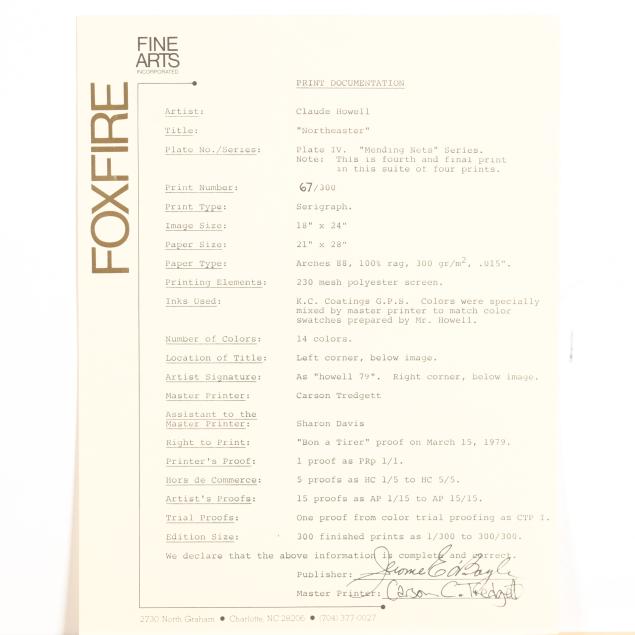 FINE
ARTS
INCORPORATED
FOXFIRE
PRINT DOCUMENTATION
Artist: Claude Howell
Title: "Northeaster"
Plate No./Series: Plate IV. "Mending Nets" Series.
Note: This is fourth and final print
in this suite of four prints.
Print Number: 67/300
Print Type: Serigraph.
Image Size: 18" x 24"
Paper Size: 21" x 28"
Paper Type: Arches 88, 100% rag, 300 gr/m², .015".
Printing Elements: 230 mesh polyester screen.
Inks Used: K.C. Coatings G.P.S. Colors were specially
mixed by master printer to match color
swatches prepared by Mr. Howell.
Number of Colors: 14 colors.
Location of Title: Left corner, below image.
Artist Signature: As "howell 79". Right corner, below image.
Master Printer: Carson Tredgett
Assistant to the
Master Printer: Sharon Davis
Right to Print: "Bon a Tirer" proof on March 15, 1979.
Printer's Proof: 1 proof as PRp 1/1.
Hors de Commerce: 5 proofs as HC 1/5 to HC 5/5.
Artist's Proofs: 15 proofs as AP 1/15 to AP 15/15.
Trial Proofs: One proof from color trial proofing as CTP I.
Edition Size: 300 finished prints as 1/300 to 300/300.
We declare that the above information is complete and correct.
Publisher: Jerome E
Master Printer: Carson C. Tredgett
2730 North Graham • Charlotte, NC 28206 • (704) 377-0027